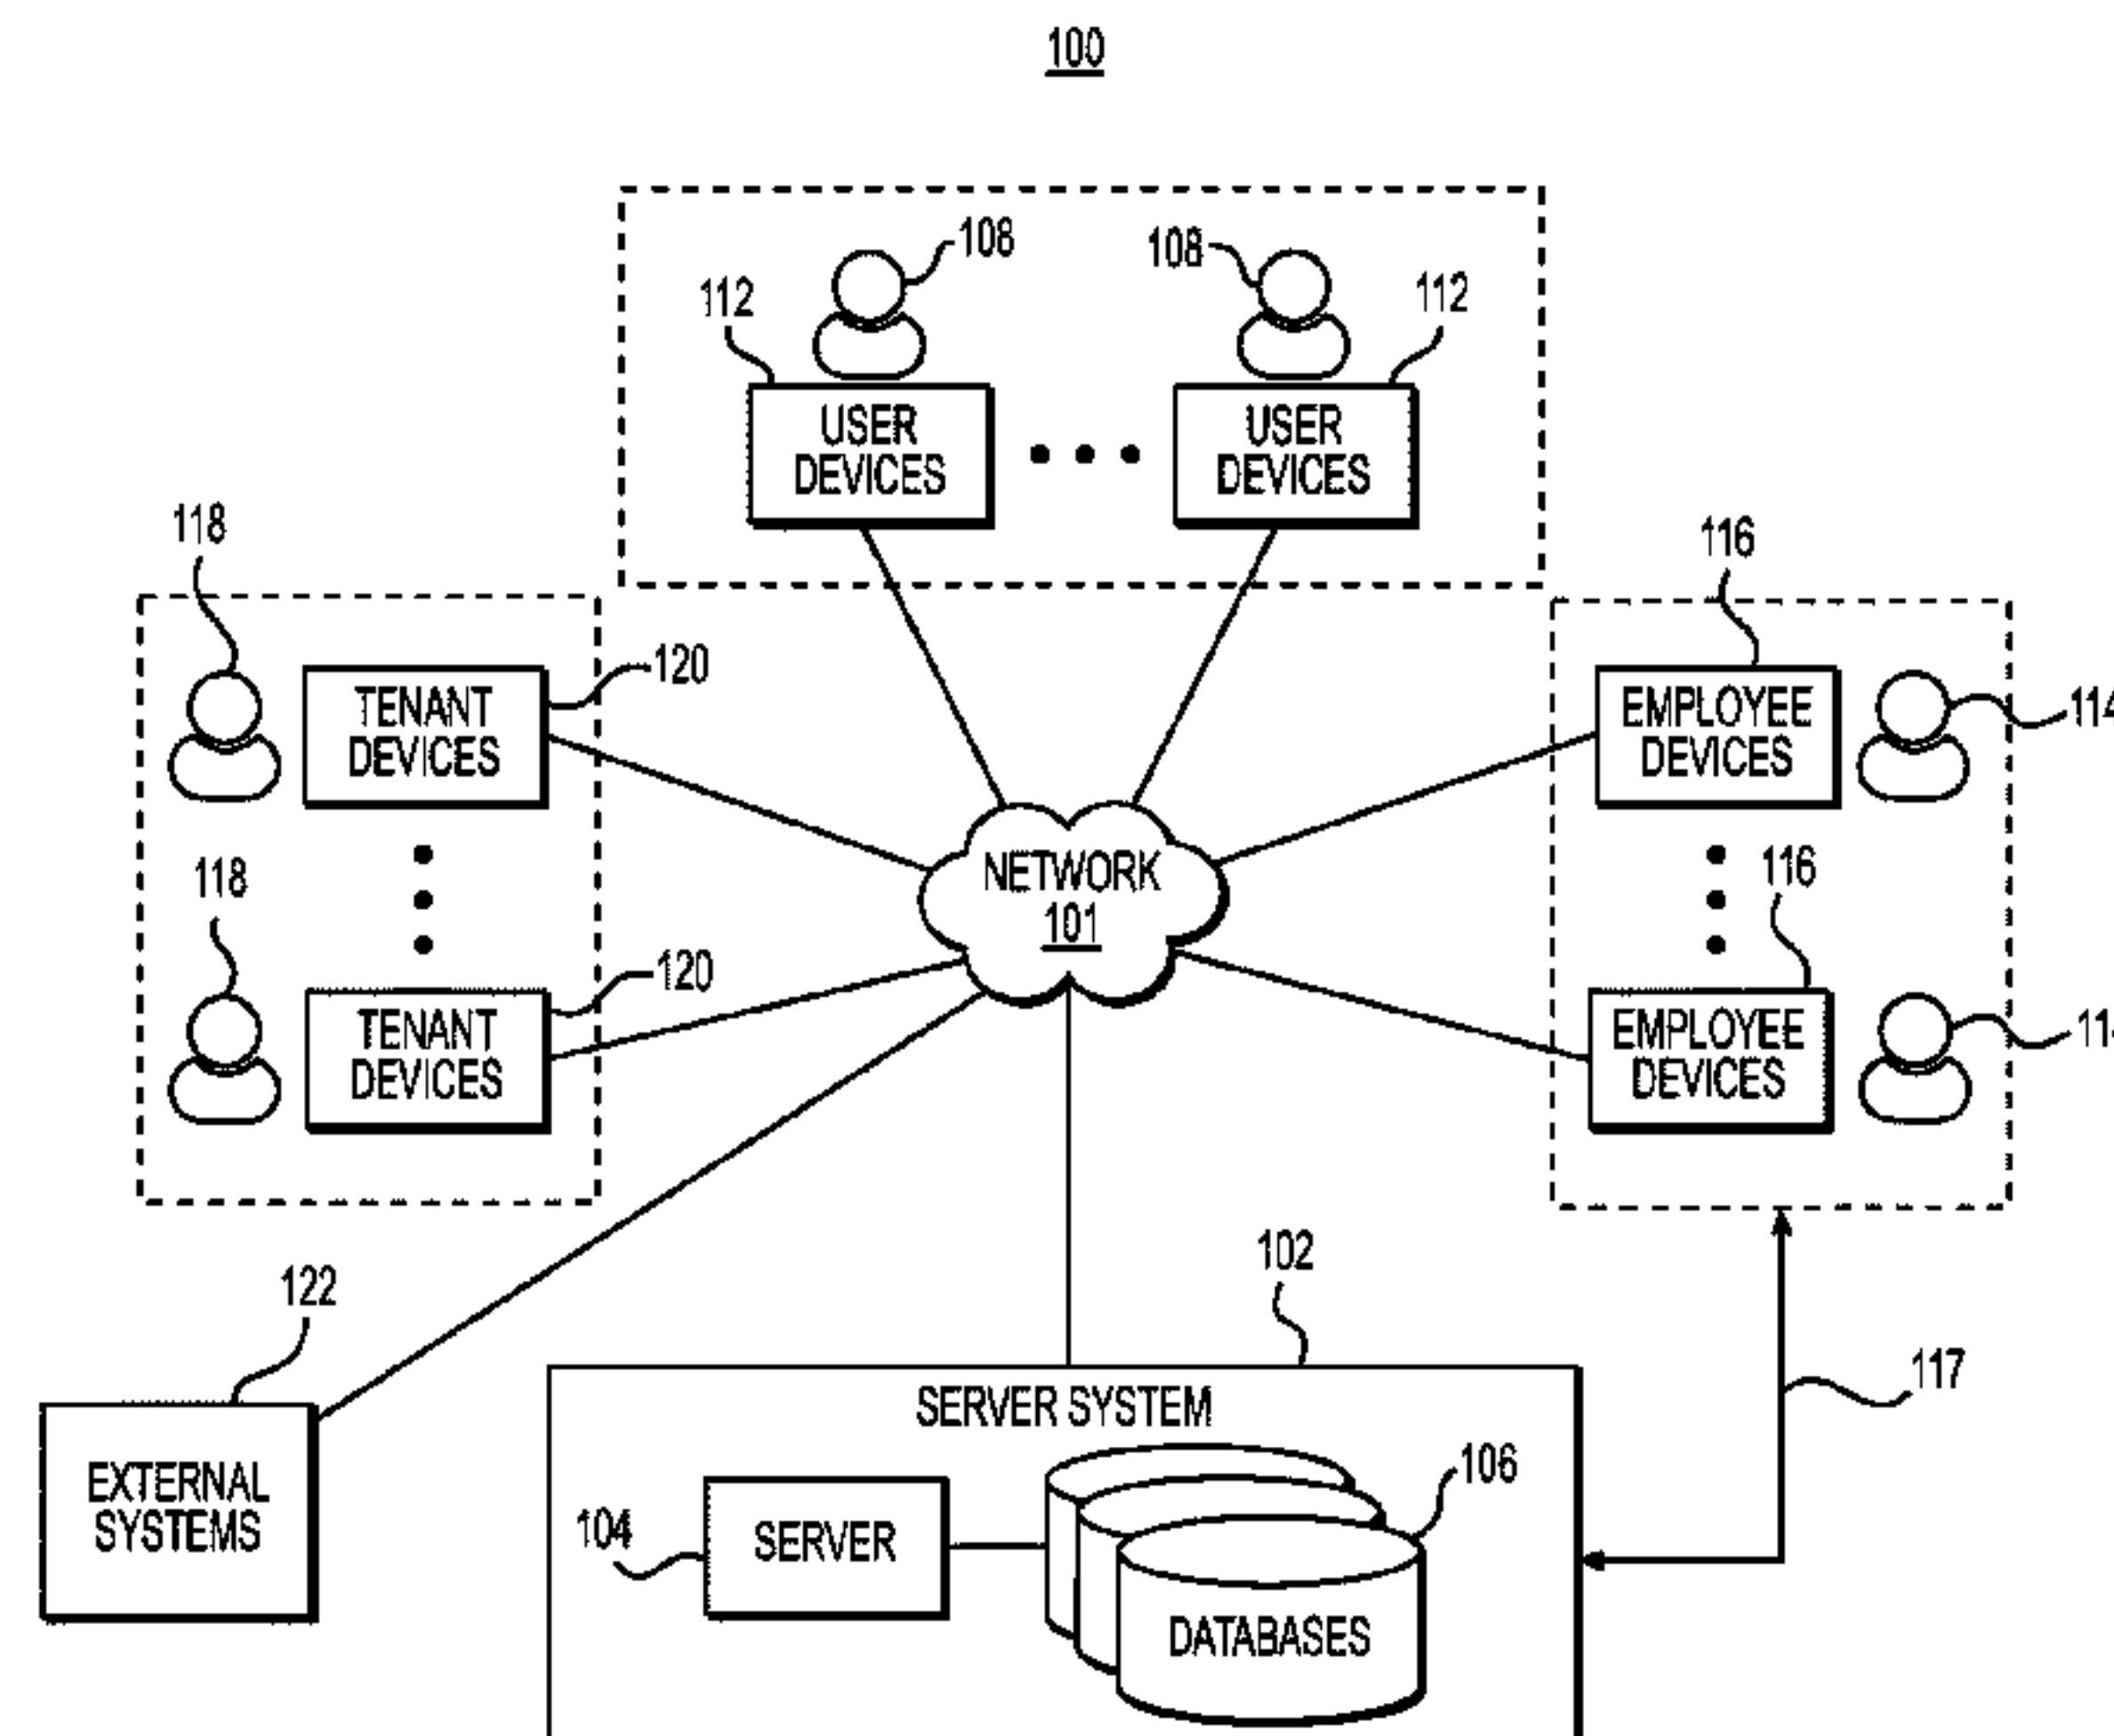 100
108
108
112
112
USER
DEVICES
USER
DEVICES
118
116
TENANT
DEVICES
120
EMPLOYEE
DEVICES
114
NETWORK
101
118
116
TENANT
DEVICES
120
EMPLOYEE
DEVICES
102
122
117
SERVER SYSTEM
EXTERNAL
SYSTEMS
104
SERVER
106
DATABASES